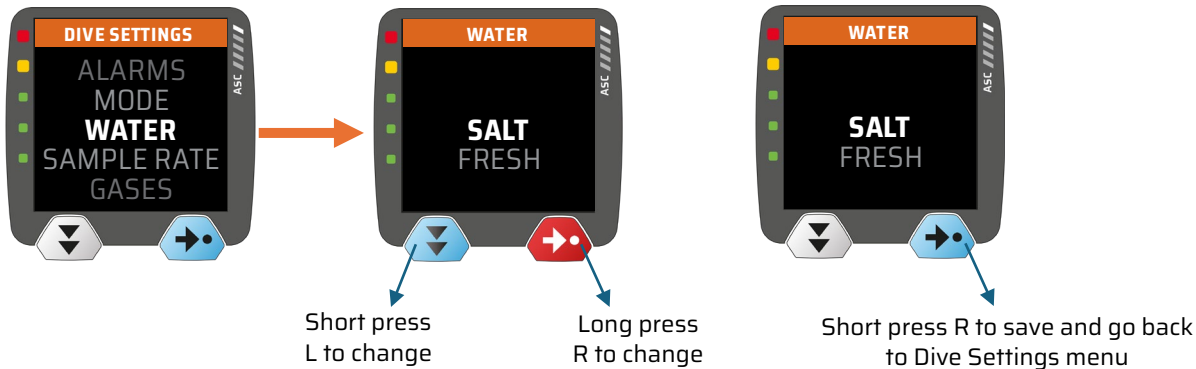 DIVE SETTINGS
ALARMS
MODE
WATER
SAMPLE RATE
GASES
ASC
WATER
SALT
FRESH
ASC
WATER
SALT
FRESH
ASC
Short press
L to change
Long press
R to change
Short press R to save and go back
to Dive Settings menu